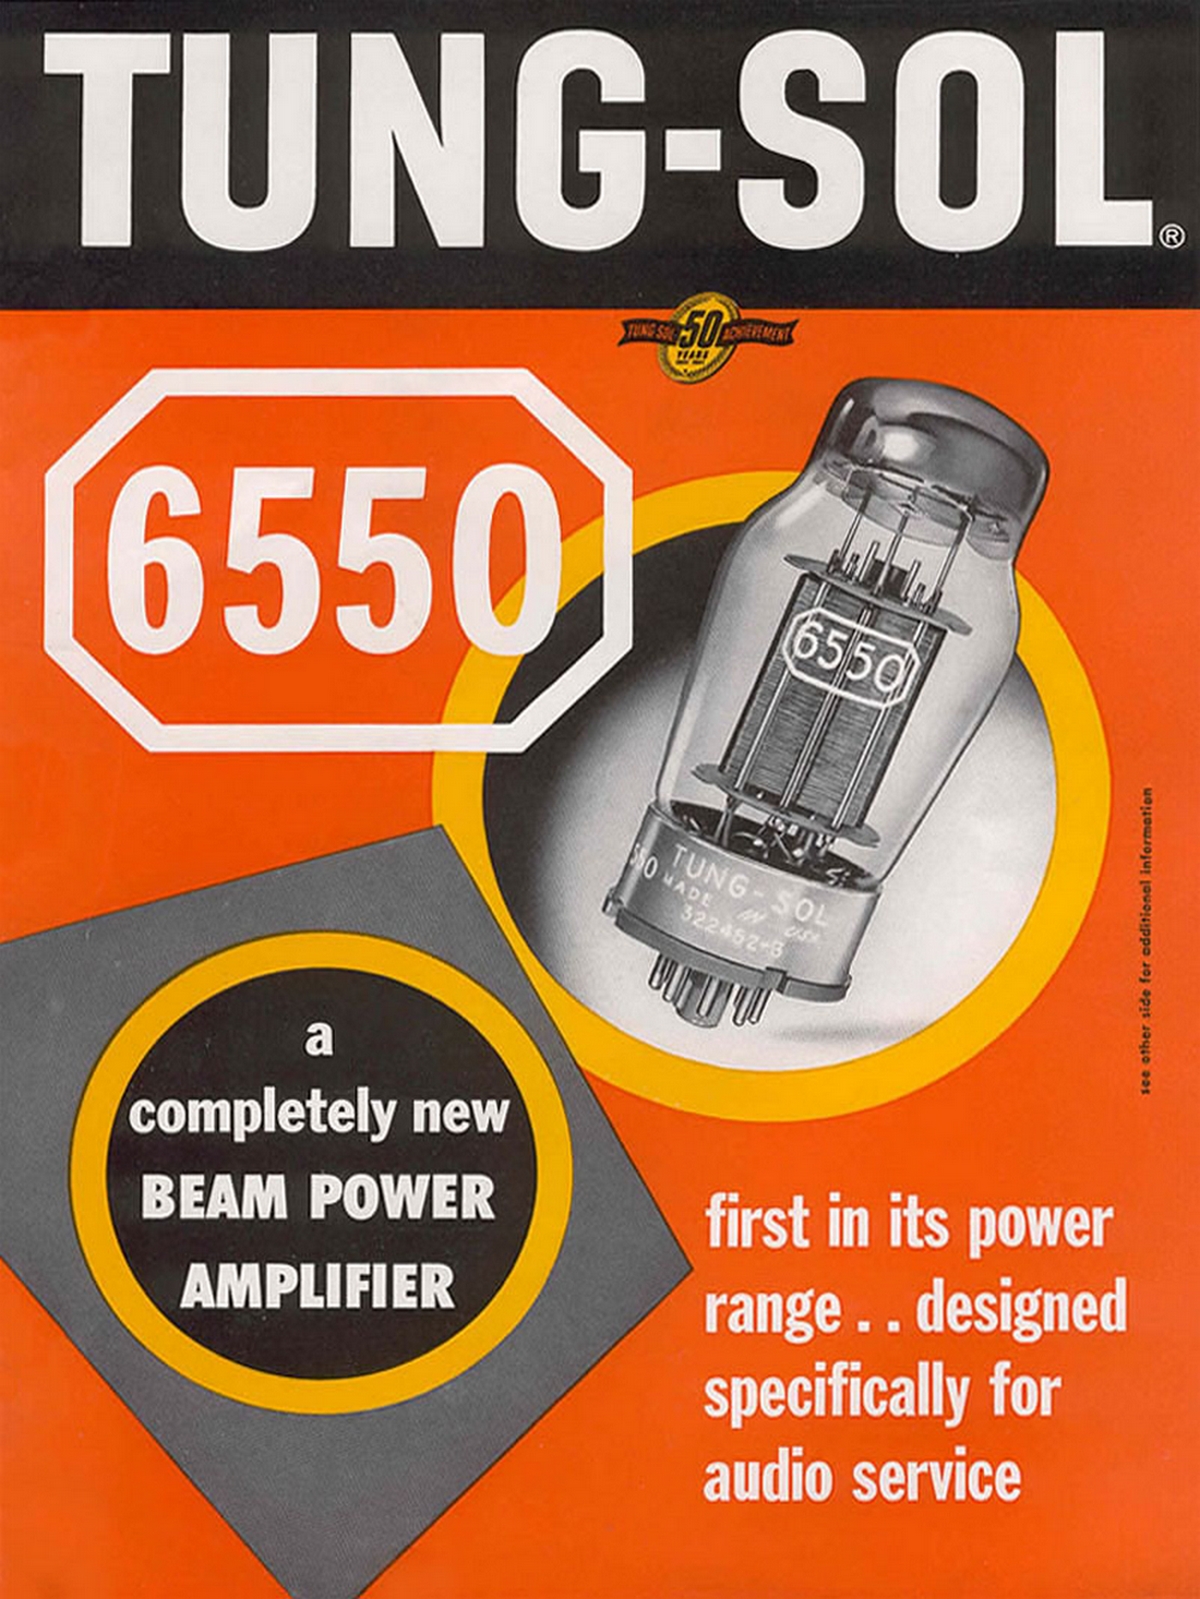 TUNG-SOL®
TUNG-SOL 50 ACHIEVEMENT
YEARS
6550
6550
550 TUNG-SOL
MADE IN USA
322452-B
see other side for additional information
a
completely new
BEAM POWER
AMPLIFIER
first in its power
range .. designed
specifically for
audio service